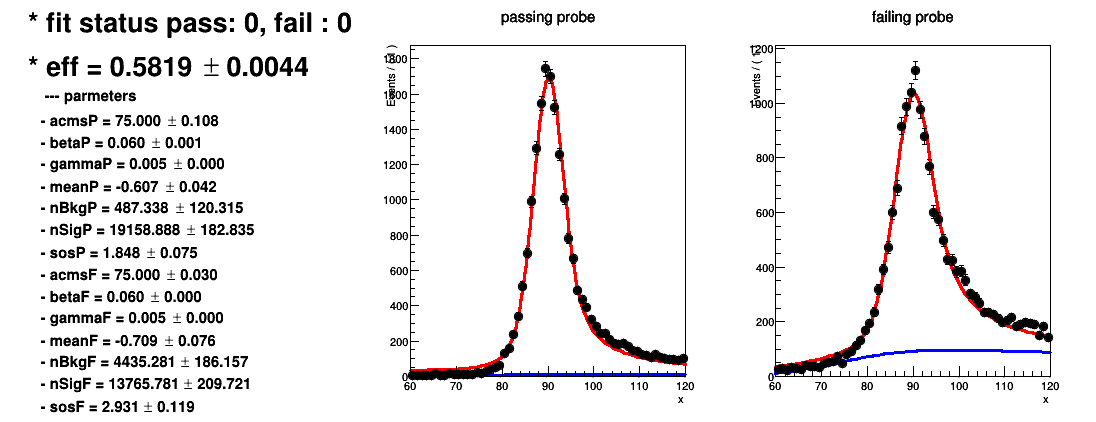 * fit status pass: 0, fail : 0
* eff = 0.5819 ± 0.0044
--- parmeters
- acmsP = 75.000 ± 0.108
- betaP = 0.060 ± 0.001
- gammaP = 0.005 ± 0.000
- meanP = -0.607 ± 0.042
- nBkgP = 487.338 ± 120.315
- nSigP = 19158.888 ± 182.835
- sosP = 1.848 ± 0.075
- acmsF = 75.000 ± 0.030
- betaF = 0.060 ± 0.000
- gammaF = 0.005 ± 0.000
- meanF = -0.709 ± 0.076
- nBkgF = 4435.281 ± 186.157
- nSigF = 13765.781 ± 209.721
- sosF = 2.931 ± 0.119
passing probe
Events / (
1800
1600
1400
1200
1000
800
600
400
200
0
60 70 80 90 100 110 120
x
failing probe
Events / ( 1
1200
1000
800
600
400
200
0
60 70 80 90 100 110 120
x